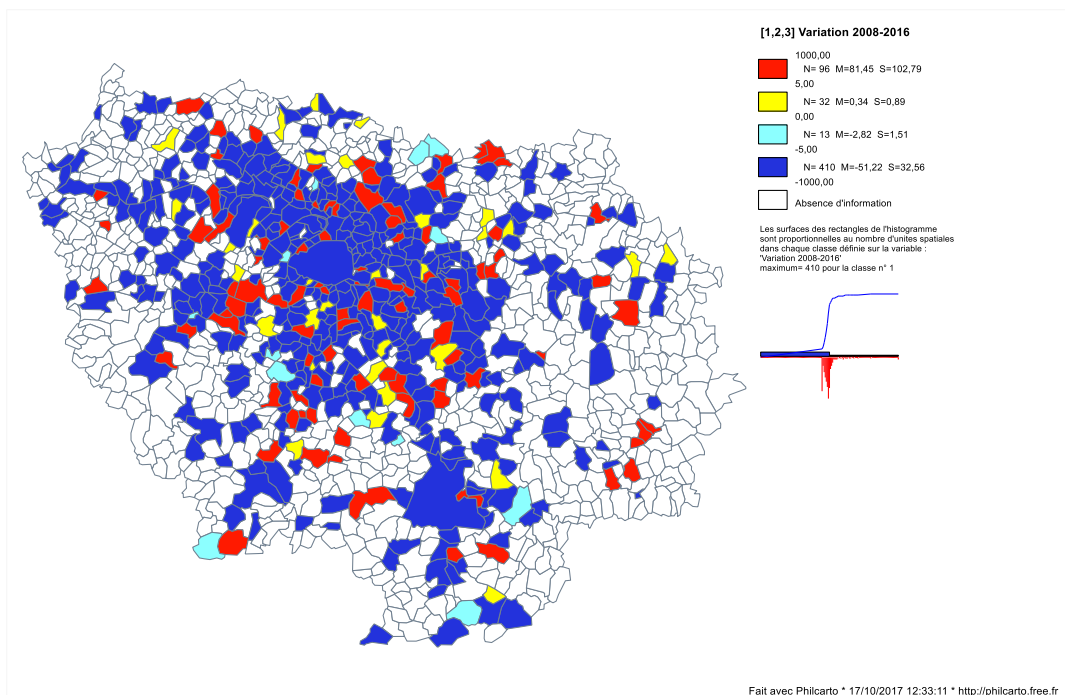 [1,2,3] Variation 2008-2016
1000,00
N= 96 M=81,45 S=102,79
5,00
N= 32 M=0,34 S=0,89
0,00
N= 13 M=-2,82 S=1,51
-5,00
N= 410 M=-51,22 S=32,56
-1000,00
Absence d'information
Les surfaces des rectangles de l'histogramme
sont proportionnelles au nombre d'unites spatiales
dans chaque classe définie sur la variable :
'Variation 2008-2016'
maximum= 410 pour la classe n° 1
Fait avec Philcarto * 17/10/2017 12:33:11 * http://philcarto.free.fr